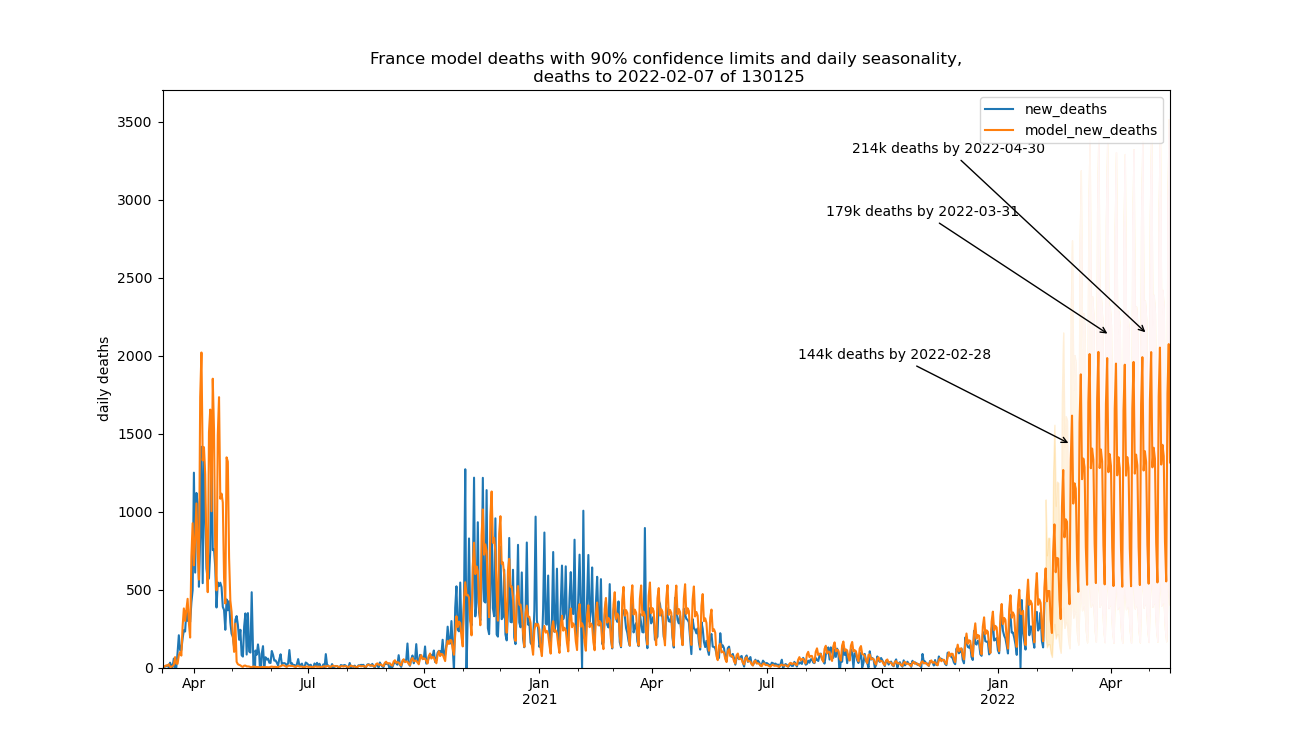 France model deaths with 90% confidence limits and daily seasonality,
deaths to 2022-02-07 of 130125
new_deaths
model_new_deaths
214k deaths by 2022-04-30
179k deaths by 2022-03-31
144k deaths by 2022-02-28
daily deaths
3500
3000
2500
2000
1500
1000
500
0
Apr
Jul
Oct
Jan
2021
Apr
Jul
Oct
Jan
2022
Apr